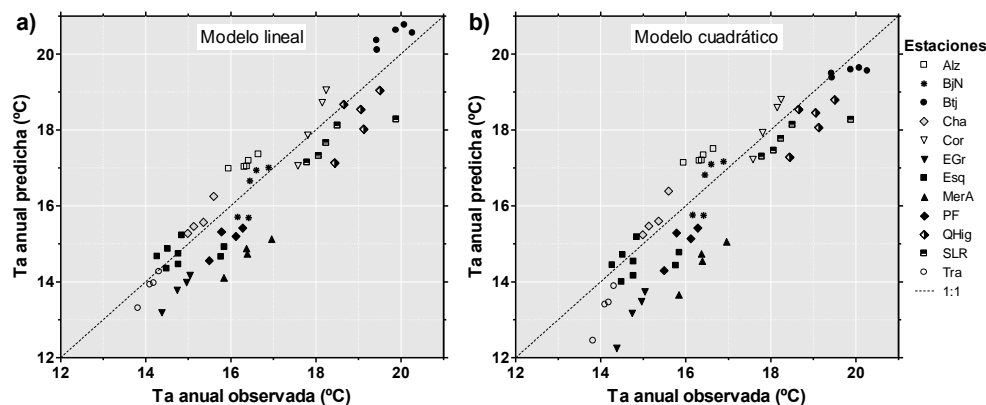 a)
Modelo lineal
20
18
16
14
12
12
14
16
18
20
Ta anual predicha (ºC)
Ta anual observada (ºC)
b)
Modelo cuadrático
20
18
16
14
12
12
14
16
18
20
Ta anual predicha (ºC)
Ta anual observada (ºC)
Estaciones
Alz
BjN
Btj
Cha
Cor
EGr
Esq
MerA
PF
QHig
SLR
Tra
1:1